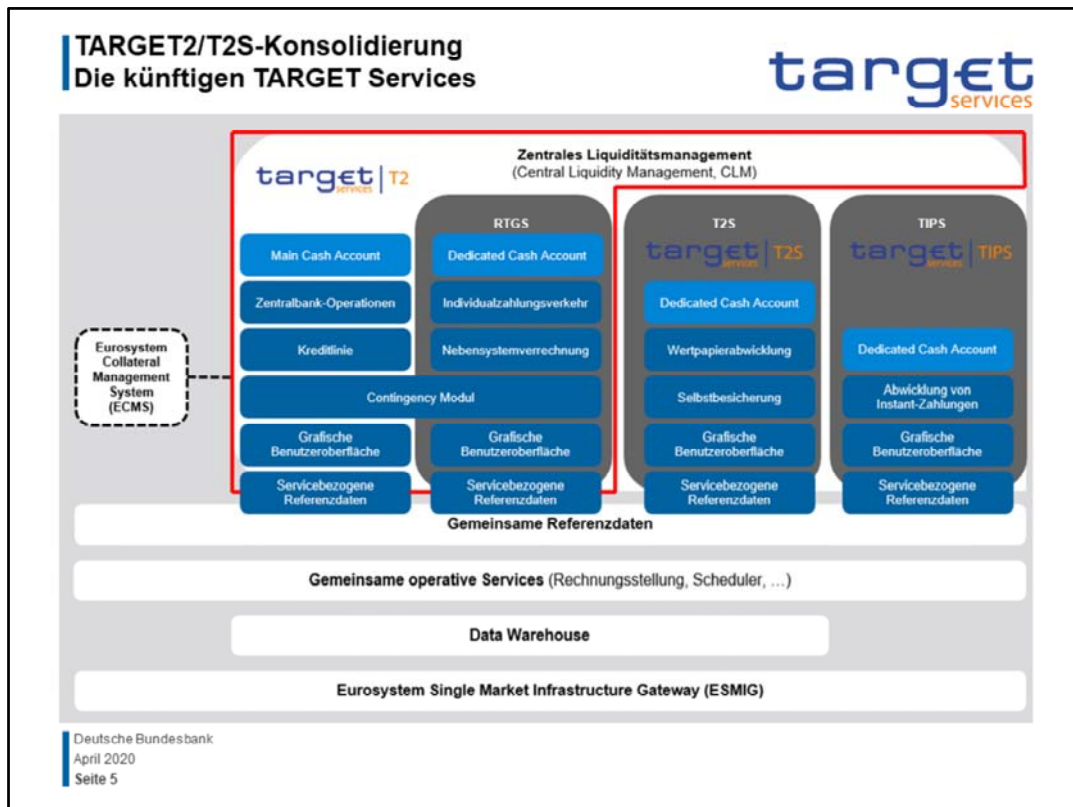 TARGET2/T2S-Konsolidierung
Die künftigen TARGET Services
target
services
Zentrales Liquiditätsmanagement
(Central Liquidity Management, CLM)
target
services
T2
RTGS
T2S
TIPS
target
services
T2S
target
services
TIPS
Main Cash Account
Dedicated Cash Account
Zentralbank-Operationen
Individualzahlungsverkehr
Dedicated Cash Account
Eurosystem
Collateral
Management
System
(ECMS)
Kreditlinie
Nebensystemverrechnung
Wertpapierabwicklung
Dedicated Cash Account
Contingency Modul
Selbstbesicherung
Abwicklung von
Instant-Zahlungen
Grafische
Benutzeroberfläche
Grafische
Benutzeroberfläche
Grafische
Benutzeroberfläche
Grafische
Benutzeroberfläche
Servicebezogene
Referenzdaten
Servicebezogene
Referenzdaten
Servicebezogene
Referenzdaten
Servicebezogene
Referenzdaten
Gemeinsame Referenzdaten
Gemeinsame operative Services (Rechnungsstellung, Scheduler, …)
Data Warehouse
Eurosystem Single Market Infrastructure Gateway (ESMIG)
Deutsche Bundesbank
April 2020
Seite 5